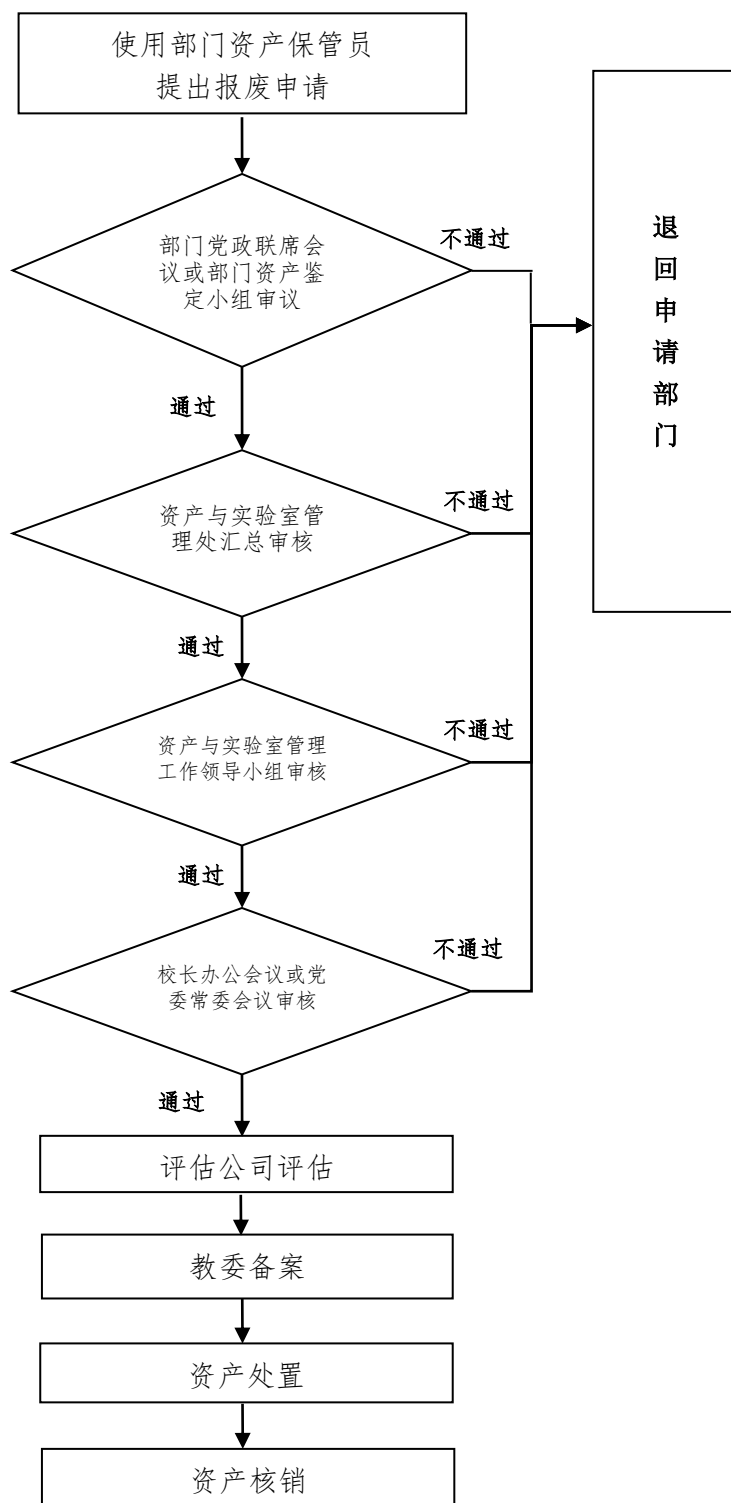 使用部门资产保管员
提出报废申请
部门党政联席会
议或部门资产鉴
定小组审议
不通过
退
回
申
请
部
门
通过
资产与实验室管
理处汇总审核
不通过
通过
资产与实验室管理
工作领导小组审核
不通过
通过
校长办公会议或党
委常委会议审核
不通过
通过
评估公司评估
教委备案
资产处置
资产核销